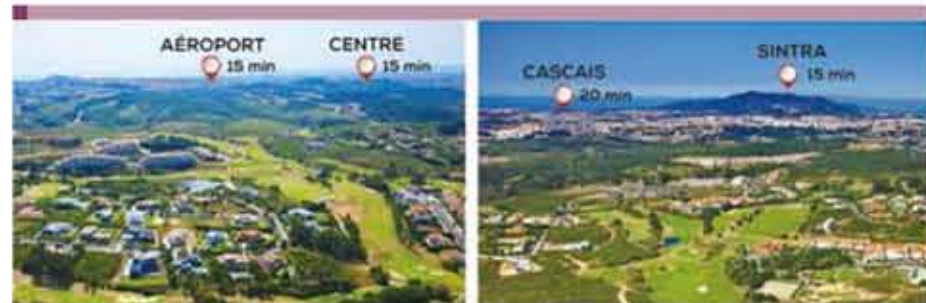 AÉROPORT
15 min
CENTRE
15 min
CASCAIS
20 min
SINTRA
15 min